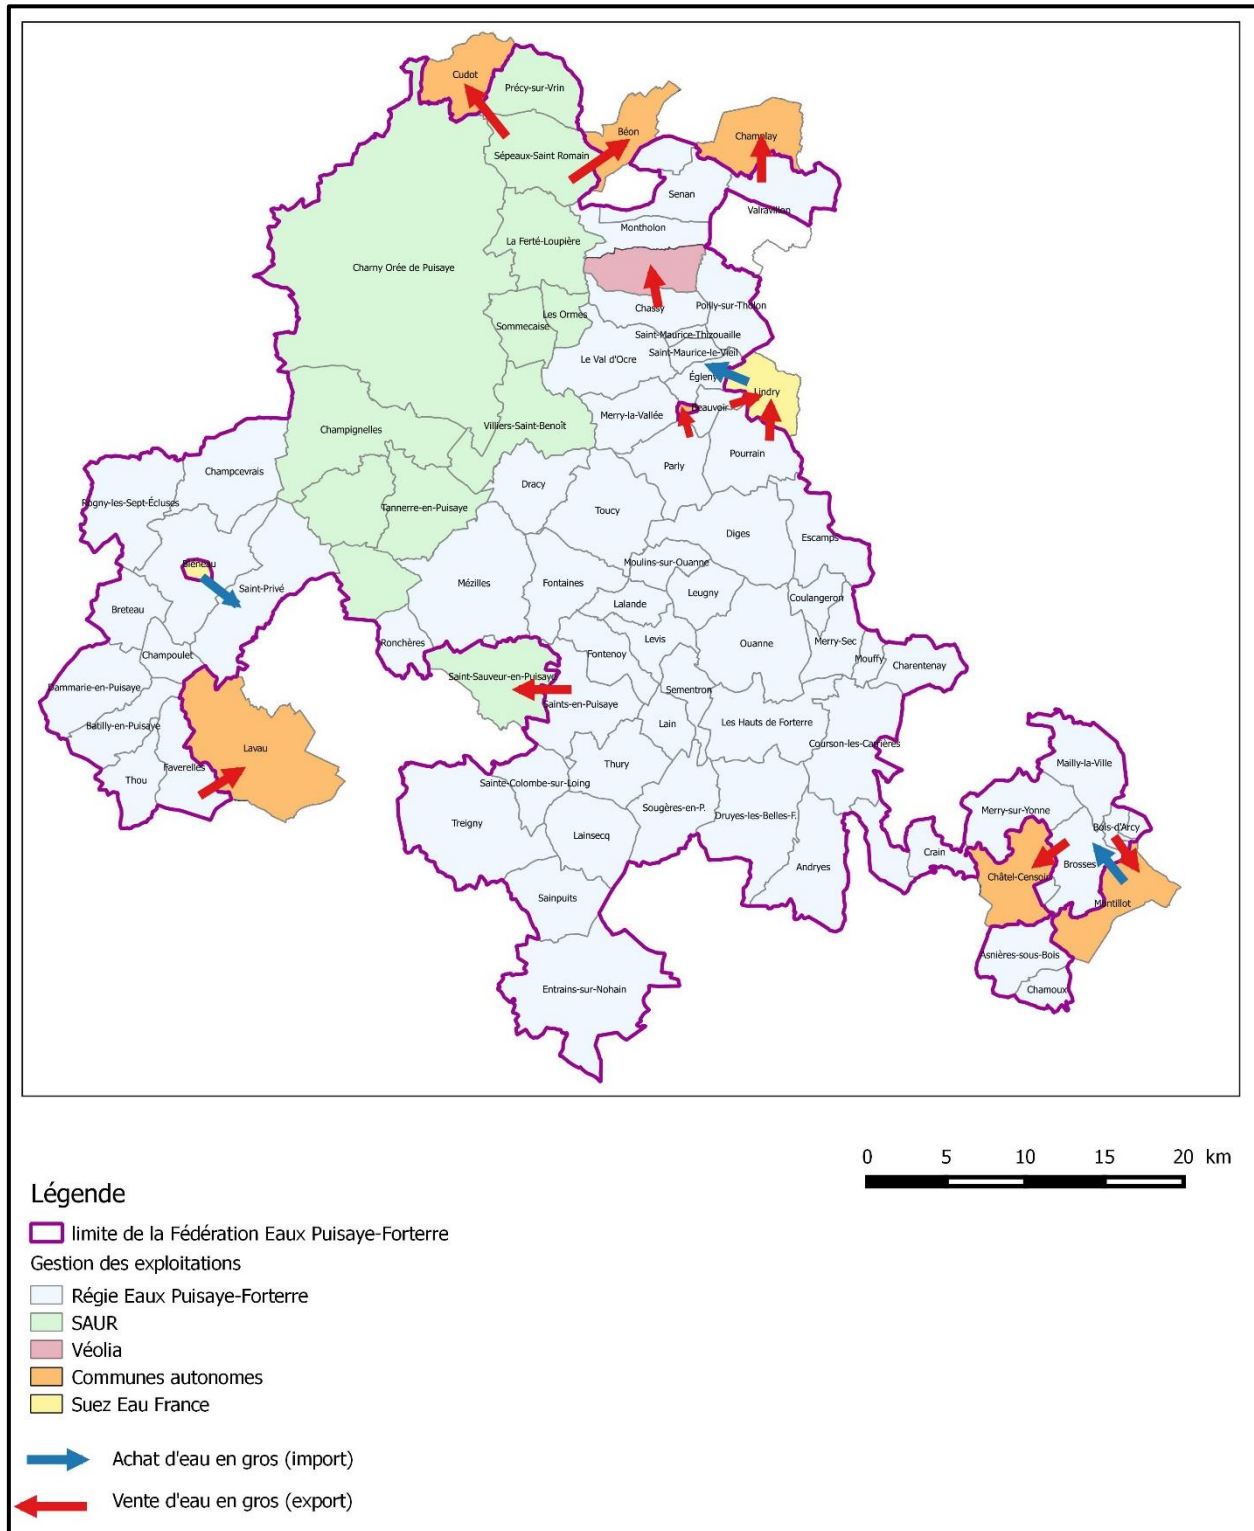 Cudot
Précy-sur-Vrin
Béon
Champlay
Sépeaux-Saint Romain
Senan
Valravillon
Montholon
La Ferté-Loupière
Charny Orée de Puisaye
Chassy
Poilly-sur-Tholon
Les Ormes
Sommecaise
Saint-Maurice-Thizouaille
Saint-Maurice-le-Vieil
Le Val d'Ocre
Égleny
Lindry
Beauvoir
Merry-la-Vallée
Champignelles
Villiers-Saint-Benoît
Pourrain
Parly
Champcevrais
Dracy
Rogny-les-Sept-Écluses
Tannerre-en-Puisaye
Toucy
Diges
Escamps
Bléneau
Moulins-sur-Ouanne
Saint-Privé
Mézilles
Fontaines
Leugny
Coulangeron
Breteau
Lalande
Levis
Ouanne
Merry-Sec
Ronchères
Champoulet
Fontenoy
Mouffy
Charentenay
Saint-Sauveur-en-Puisaye
Dammarie-en-Puisaye
Sementron
Saints-en-Puisaye
Batilly-en-Puisaye
Lain
Les Hauts de Forterre
Courson-les-Carrières
Lavau
Thury
Mailly-la-Ville
Faverelles
Thou
Sainte-Colombe-sur-Loing
Sougères-en-P.
Merry-sur-Yonne
Druyes-les-Belles-F.
Treigny
Bois-d'Arcy
Lainsecq
Crain
Brosses
Andryes
Châtel-Censoir
Sainpuits
Montillot
Asnières-sous-Bois
Entrains-sur-Nohain
Chamoux
0 5 10 15 20 km
Légende
limite de la Fédération Eaux Puisaye-Forterre
Gestion des exploitations
Régie Eaux Puisaye-Forterre
SAUR
Véolia
Communes autonomes
Suez Eau France
Achat d'eau en gros (import)
Vente d'eau en gros (export)